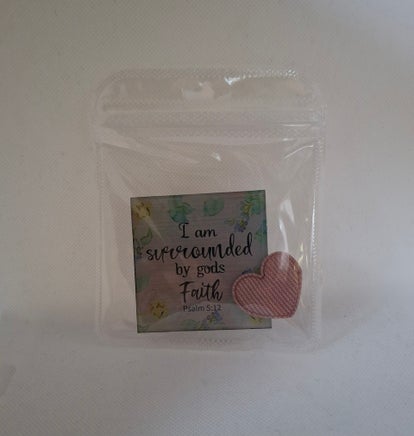 I am
surrounded
by gods
Faith
Psalm 5:12